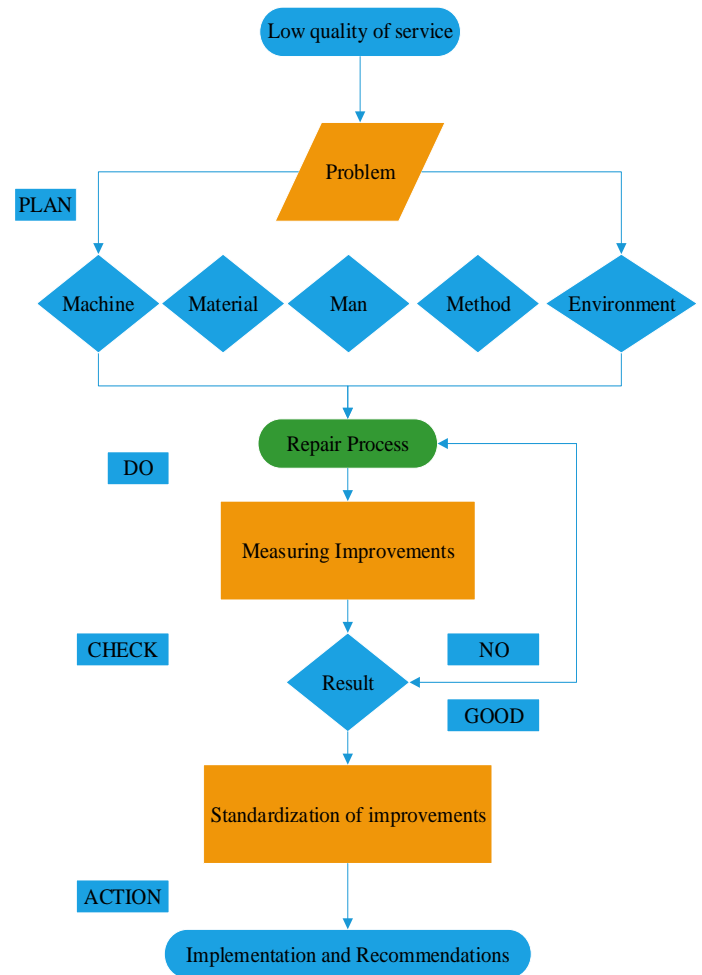 Low quality of service
Problem
PLAN
Machine
Material
Man
Method
Environment
Repair Process
DO
Measuring Improvements
CHECK
NO
Result
GOOD
Standardization of improvements
ACTION
Implementation and Recommendations